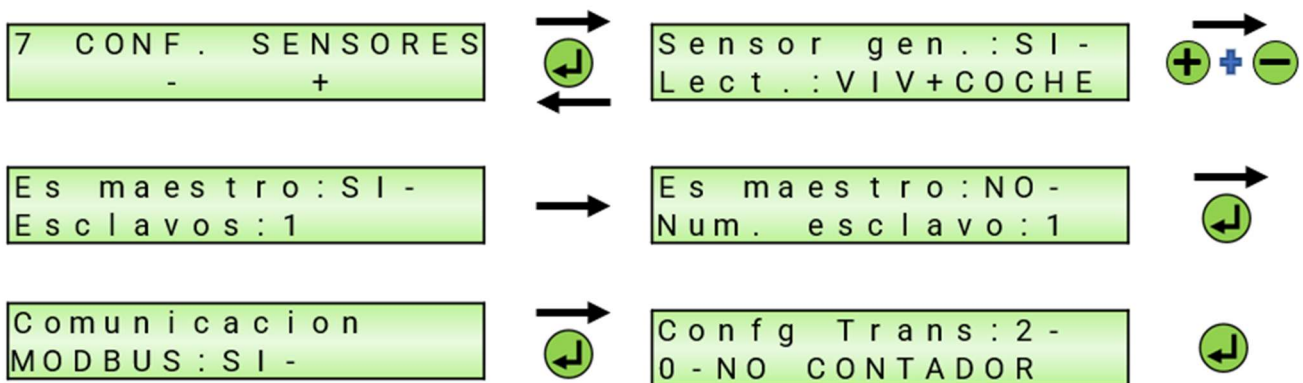 7 CONF. SENSORES
- +
Sensor gen.:SI-
Lect.:VIV+COCHE
Es maestro:SI-
Esclavos:1
Es maestro:NO-
Num. esclavo:1
Comunicacion
MODBUS:SI-
Confg Trans:2-
0-NO CONTADOR